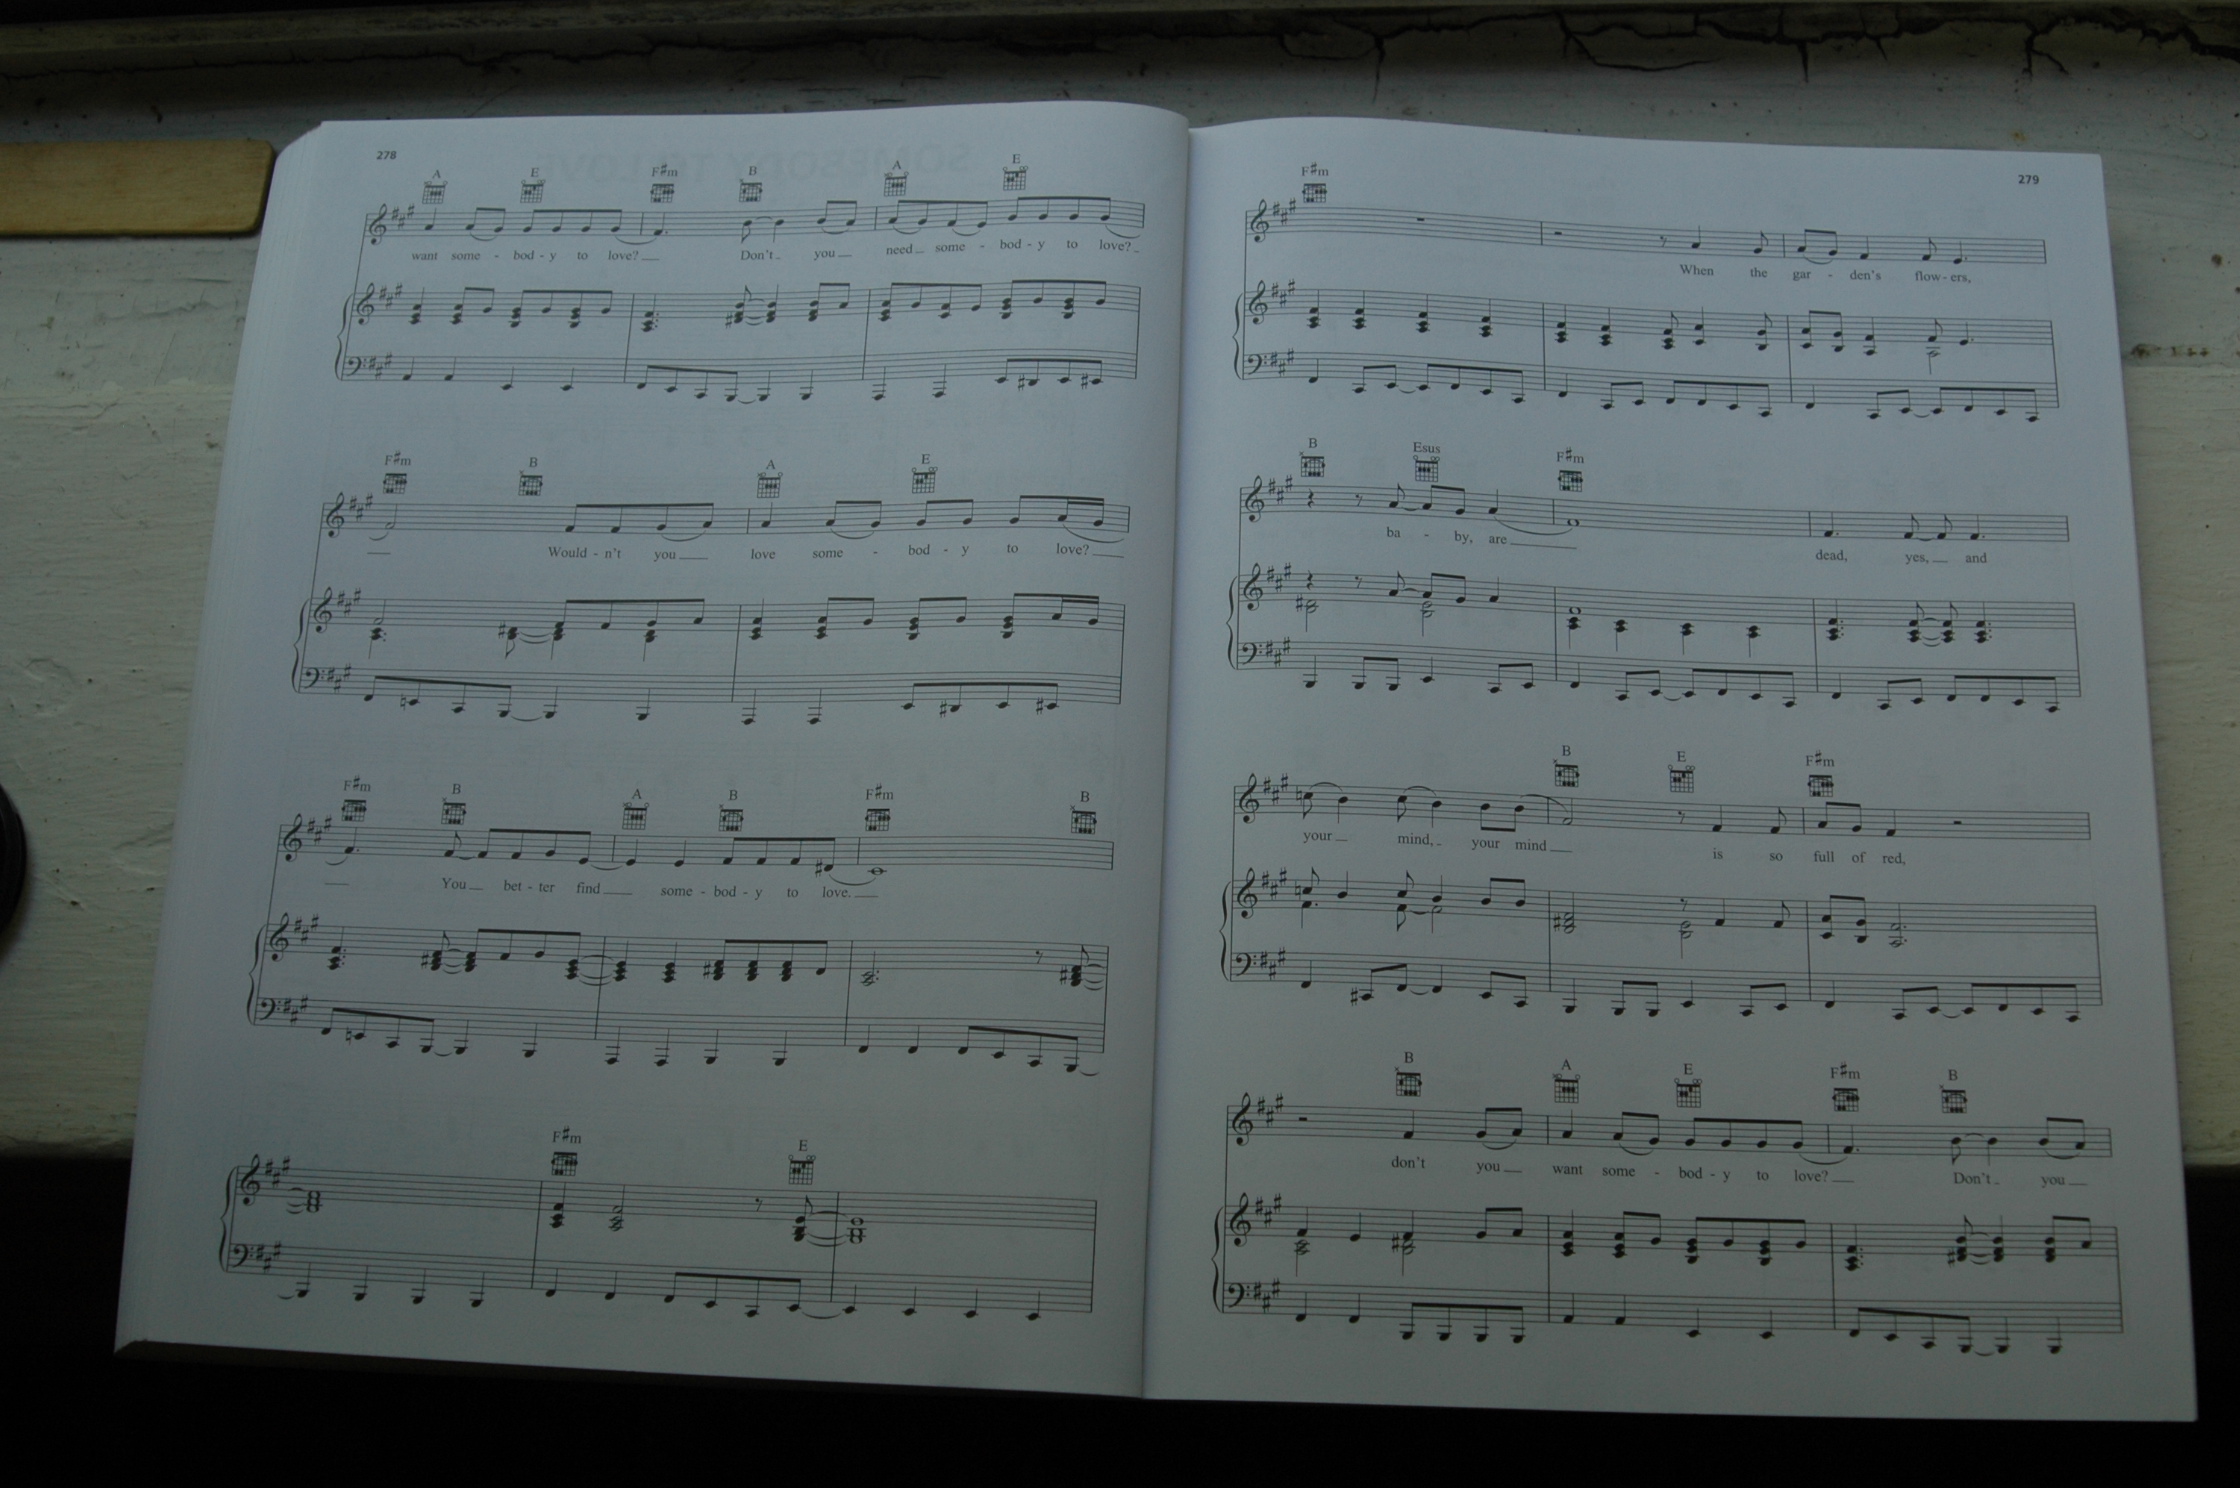 278
A E F#m B A E
want some - bod - y to love? Don't you need some - bod - y to love?
F#m B A E
Would - n't you love some - bod - y to love?
F#m B A B F#m B
You bet - ter find some - bod - y to love.
F#m E
279
F#m
When the gar - den's flow - ers,
B Esus F#m
ba - by, are dead, yes, and
B E F#m
your mind, your mind is so full of red,
B A E F#m B
don't you want some - bod - y to love? Don't you